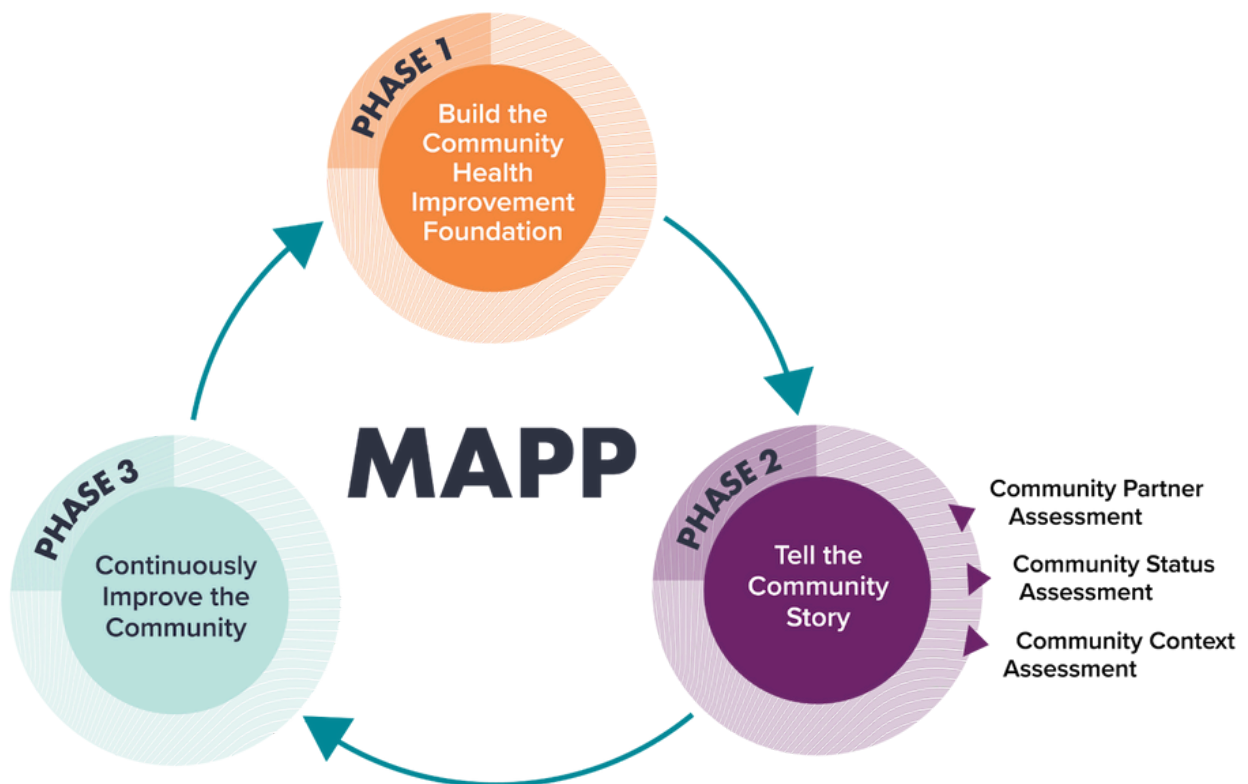 PHASE 1
Build the
Community
Health
Improvement
Foundation
MAPP
PHASE 2
Tell the
Community
Story
Community Partner
Assessment
Community Status
Assessment
Community Context
Assessment
PHASE 3
Continuously
Improve the
Community